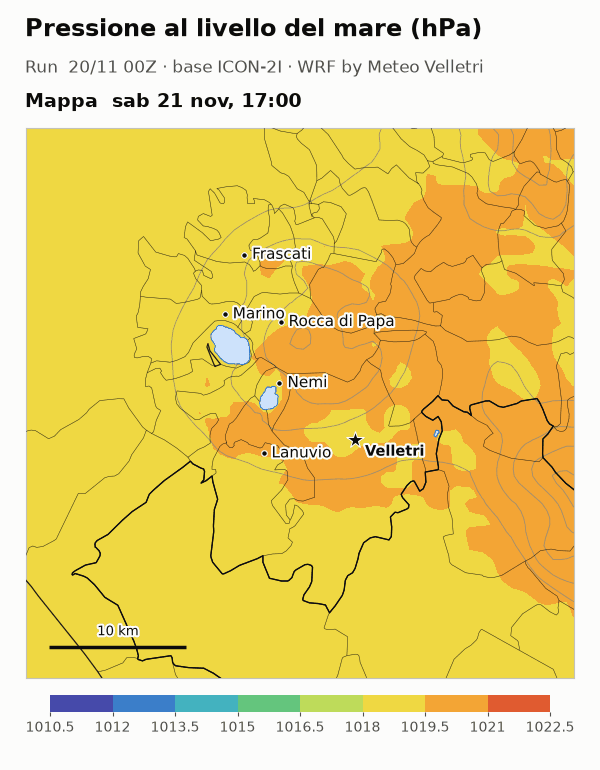 Pressione al livello del mare (hPa)
Run  20/11 00Z · base ICON-2I · WRF by Meteo Velletri
Mappa  sab 21 nov, 17:00
Frascati
Marino
Rocca di Papa
Nemi
Velletri
Lanuvio
10 km
1010.5 1012 1013.5 1015 1016.5 1018 1019.5 1021 1022.5